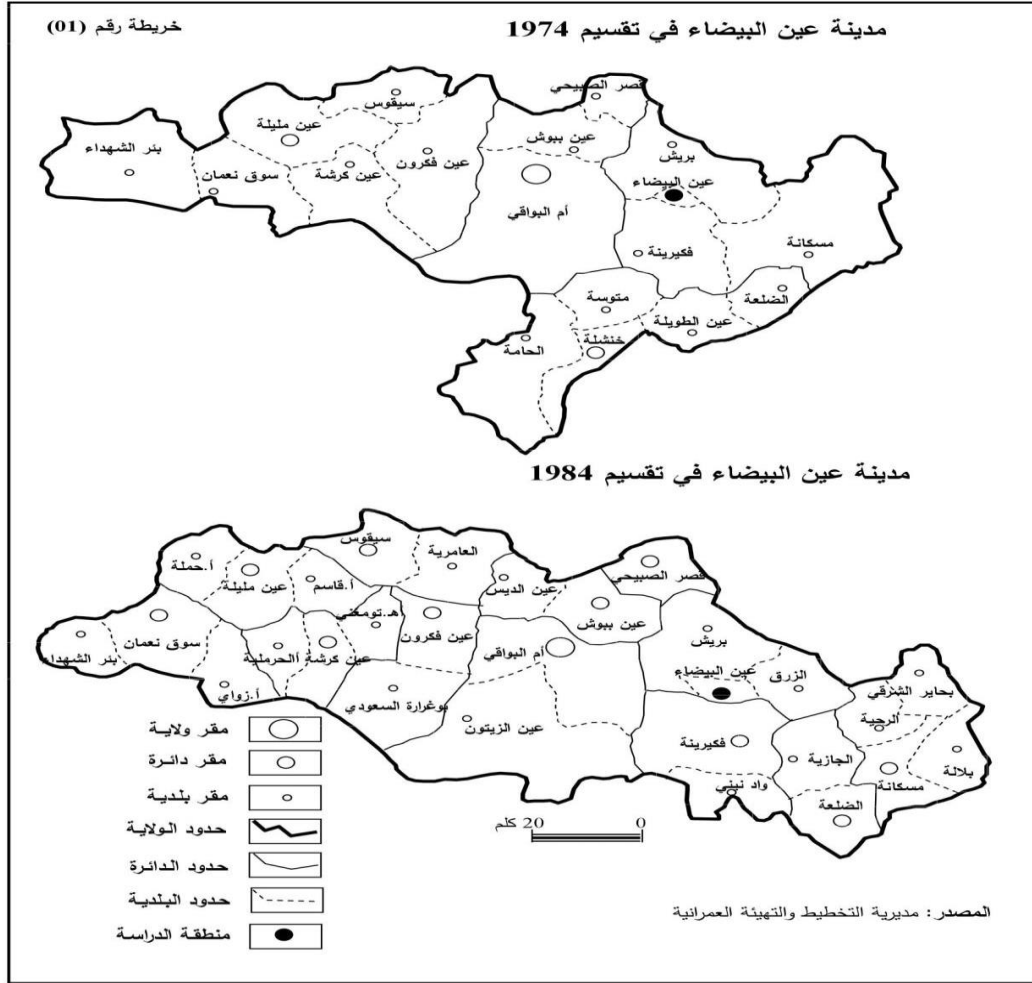 مدينة عين البيضاء في تقسيم 1974
خريطة رقم (01)
قصر الصبيحي
سيقوس
عين مليلة
عين ببوش
بريش
بئر الشهداء
سوق نعمان
عين كرشة
عين فكرون
عين البيضاء
أم البواقي
مسكانة
فكيرينة
الضلعة
متوسة
عين الطويلة
خنشلة
الحامة
مدينة عين البيضاء في تقسيم 1984
سيقوس
العامرية
قصر الصبيحي
أ.حملة
عين مليلة
أ.قاسم
عين الديس
هـ.تومغني
عين ببوش
سوق نعمان
عين فكرون
بريش
بئر الشهداء
الحرملية
عين كرشة
أم البواقي
عين البيضاء
الزرق
بحاير الشرقي
أ.زواي
بوغرارة السعودي
عين الزيتون
فكيرينة
الرحية
الجازية
بلالة
مسكانة
واد نيني
الضلعة
مقر ولاية
مقر دائرة
مقر بلدية
حدود الولاية
حدود الدائرة
حدود البلدية
منطقة الدراسة
0 20 كلم
المصدر: مديرية التخطيط والتهيئة العمرانية